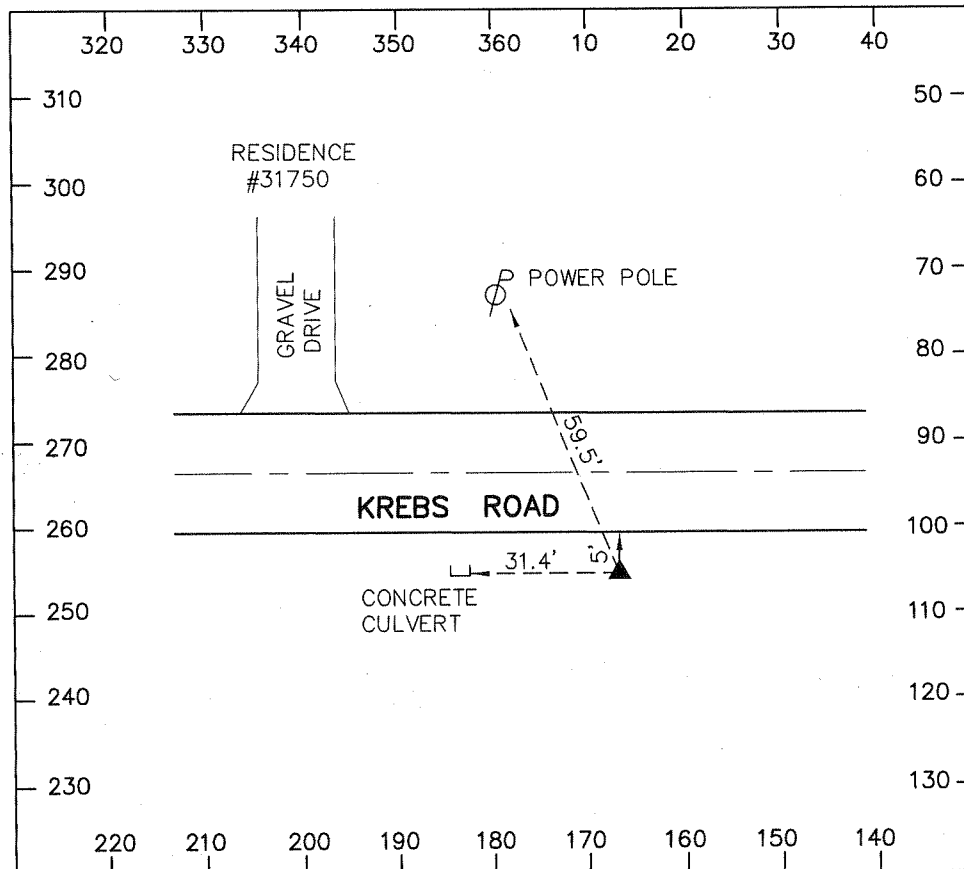 320 330 340 350 360 10 20 30 40
310 50
RESIDENCE
#31750
300 60
290 70
P POWER POLE
GRAVEL
DRIVE
280 80
270 90
59.5'
KREBS ROAD
260 100
31.4' 5'
CONCRETE
CULVERT
250 110
240 120
230 130
220 210 200 190 180 170 160 150 140